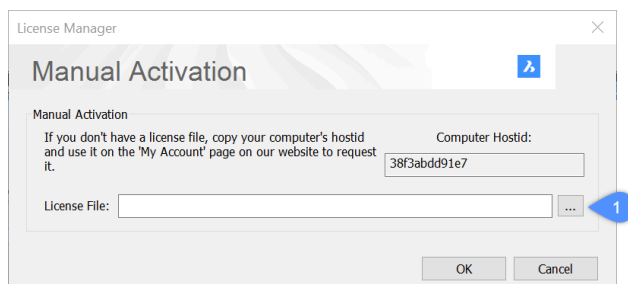 License Manager
Manual Activation
Manual Activation
If you don't have a license file, copy your computer's hostid
and use it on the 'My Account' page on our website to request
it.
Computer Hostid:
38f3abdd91e7
License File:
...
1
OK
Cancel